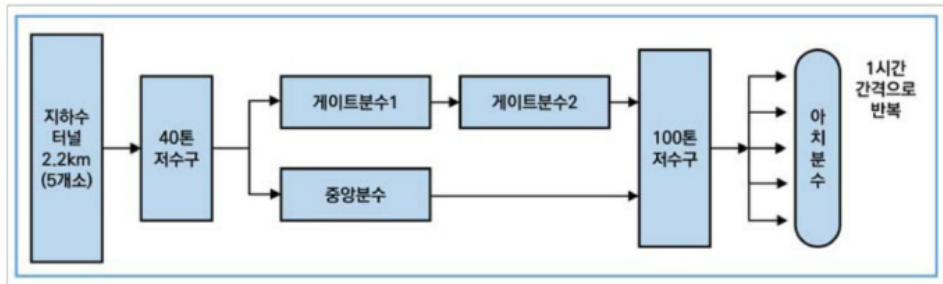 지하수
터널
2.2km
(5개소)
40톤
저수구
게이트분수1
게이트분수2
중앙분수
100톤
저수구
아
치
분
수
1시간
간격으로
반복